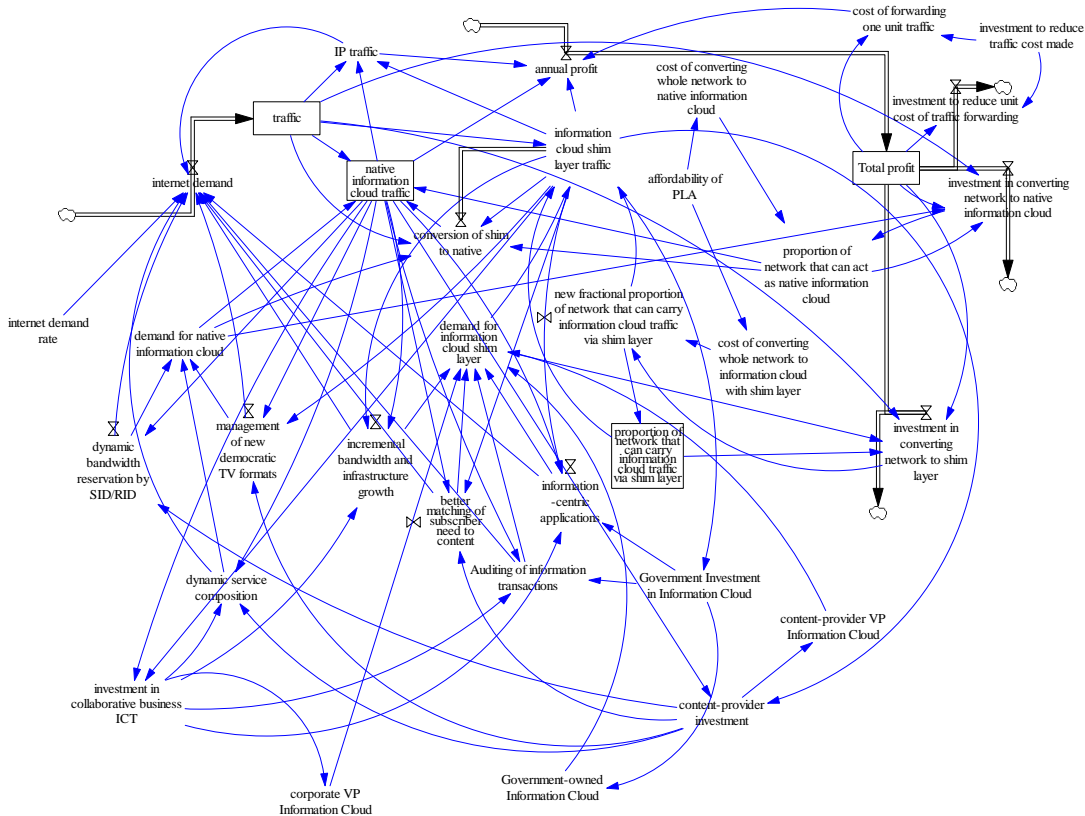 cost of forwarding
one unit traffic
investment to reduce
traffic cost made
IP traffic
annual profit
cost of converting
whole network to
native information
cloud
investment to reduce unit
cost of traffic forwarding
traffic
information
cloud shim
layer traffic
native
information
cloud traffic
internet demand
Total profit
affordability of
PLA
investment in converting
network to native
information cloud
conversion of shim
to native
proportion of
network that can act
as native information
cloud
internet demand
rate
demand for native
information cloud
demand for
information
cloud shim
layer
new fractional proportion
of network that can carry
information cloud traffic
via shim layer
cost of converting
whole network to
information cloud
with shim layer
dynamic
bandwidth
reservation by
SID/RID
management
of new
democratic
TV formats
incremental
bandwidth and
infrastructure
growth
proportion of
network that
can carry
information
cloud traffic
via shim layer
investment in
converting
network to shim
layer
better
matching of
subscriber
need to
content
information
-centric
applications
dynamic service
composition
Auditing of information
transactions
Government Investment
in Information Cloud
content-provider VP
Information Cloud
investment in
collaborative business
ICT
content-provider
investment
corporate VP
Information Cloud
Government-owned
Information Cloud